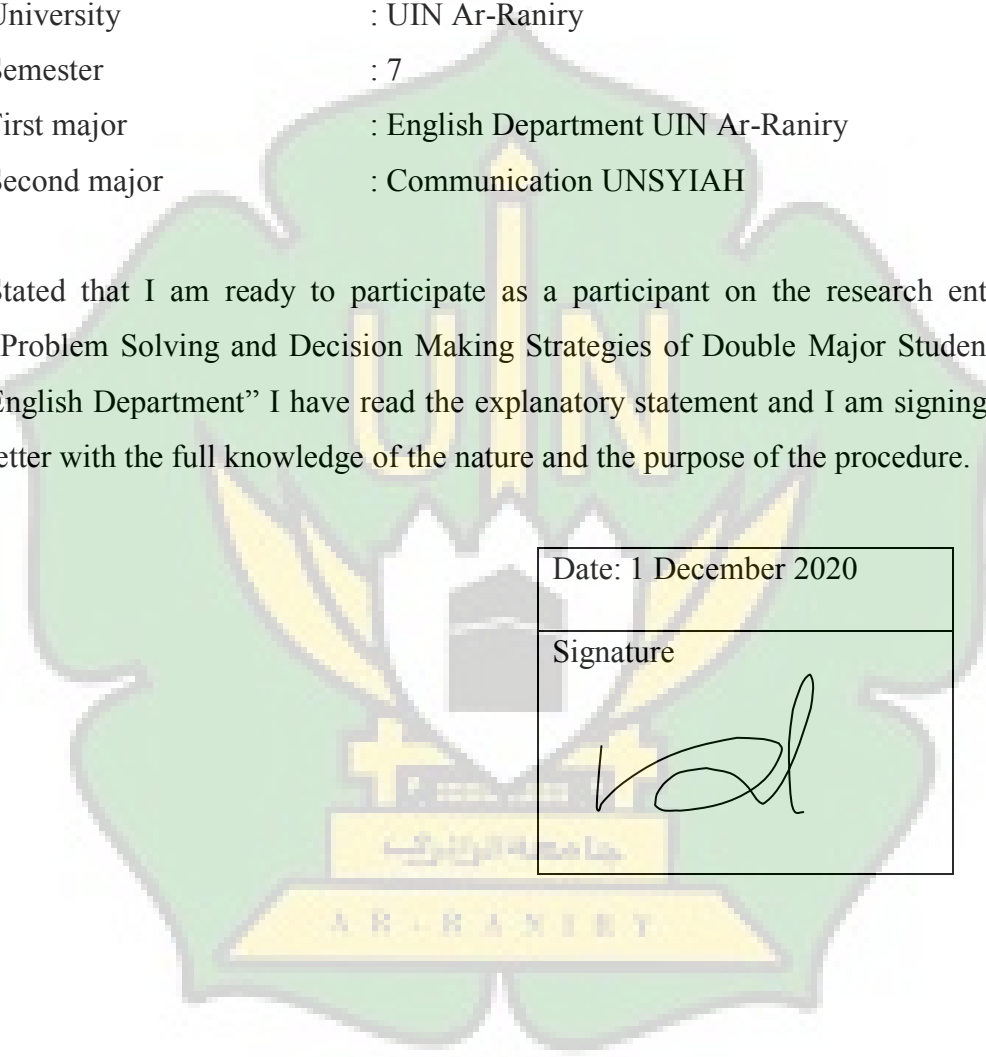 University : UIN Ar-Raniry
Semester : 7
First major : English Department UIN Ar-Raniry
Second major : Communication UNSYIAH
Stated that I am ready to participate as a participant on the research ent
"Problem Solving and Decision Making Strategies of Double Major Studen
English Department” I have read the explanatory statement and I am signing
letter with the full knowledge of the nature and the purpose of the procedure.
UIN
Date: 1 December 2020
Signature
جامعة الرانري
AR-RANIRY